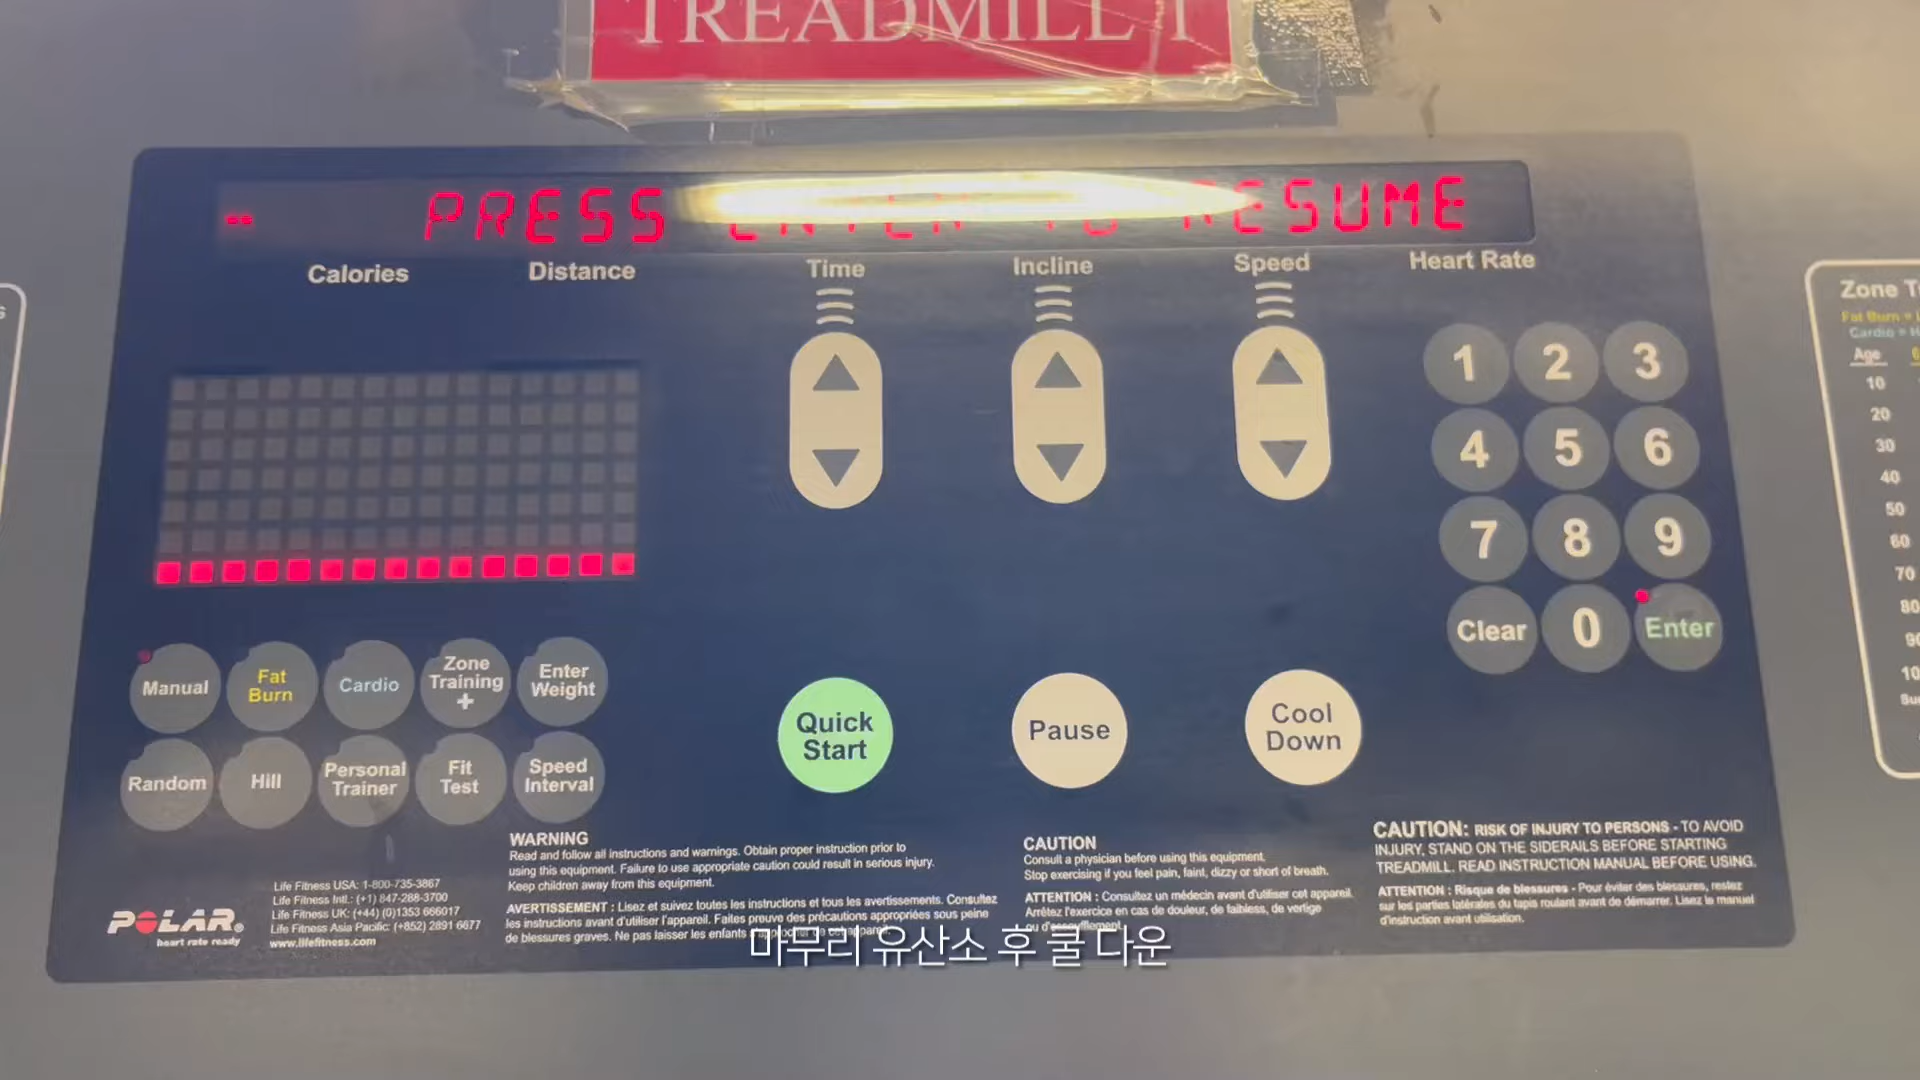 TREADMILL 1
PRESS ENTER TO RESUME
Calories
Distance
Time
Incline
Speed
Heart Rate
1 2 3
4 5 6
7 8 9
Clear 0 Enter
Manual
Fat
Burn
Cardio
Zone
Training
+
Enter
Weight
Random
Hill
Personal
Trainer
Fit
Test
Speed
Interval
Quick
Start
Pause
Cool
Down
POLAR®
heart rate ready
Life Fitness USA: 1-800-735-3867
Life Fitness Intl.: (+1) 847-288-3700
Life Fitness UK: (+44) (0)1353 666017
Life Fitness Asia Pacific: (+852) 2891 6677
www.lifefitness.com
WARNING
Read and follow all instructions and warnings. Obtain proper instruction prior to
using this equipment. Failure to use appropriate caution could result in serious injury.
Keep children away from this equipment.
AVERTISSEMENT : Lisez et suivez toutes les instructions et tous les avertissements. Consultez
les instructions avant d'utiliser l'appareil. Faites preuve des précautions appropriées sous peine
de blessures graves. Ne pas laisser les enfants s'approcher de cet appareil.
CAUTION
Consult a physician before using this equipment.
Stop exercising if you feel pain, faint, dizzy or short of breath.
ATTENTION : Consultez un médecin avant d'utiliser cet appareil.
Arrêtez l'exercice en cas de douleur, de faiblese, de vertige
ou d'essoufflement.
CAUTION: RISK OF INJURY TO PERSONS - TO AVOID
INJURY, STAND ON THE SIDERAILS BEFORE STARTING
TREADMILL. READ INSTRUCTION MANUAL BEFORE USING.
ATTENTION : Risque de blessures - Pour éviter des blessures, restez
sur les parties latérales du tapis roulant avant de démarrer. Lisez le manuel
d'instruction avant utilisation.
Zone
Fat Burn =
Cardio =
Age
10
20
30
40
50
60
70
80
마무리 유산소 후 쿨 다운